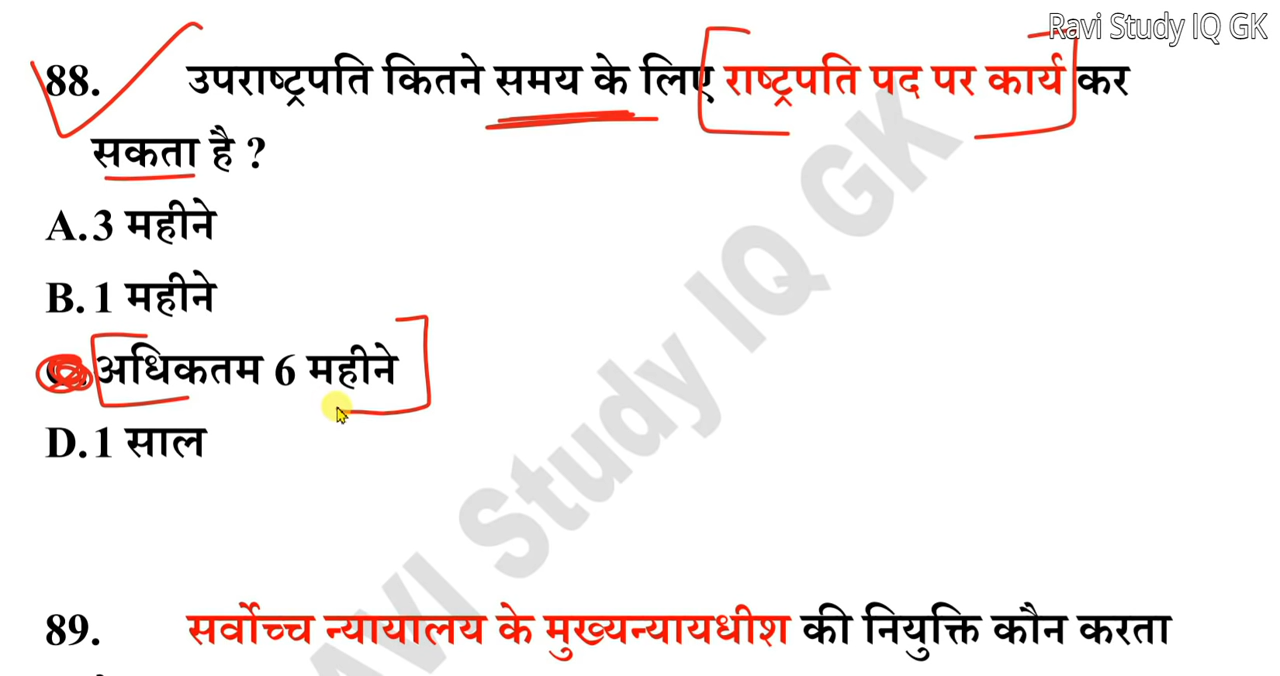 Ravi Study IQ GK
88. उपराष्ट्रपति कितने समय के लिए राष्ट्रपति पद पर कार्य कर
सकता है ?
A. 3 महीने
B. 1 महीने
अधिकतम 6 महीने
D. 1 साल
AVI Study IQ GK
89. सर्वोच्च न्यायालय के मुख्यन्यायधीश की नियुक्ति कौन करता